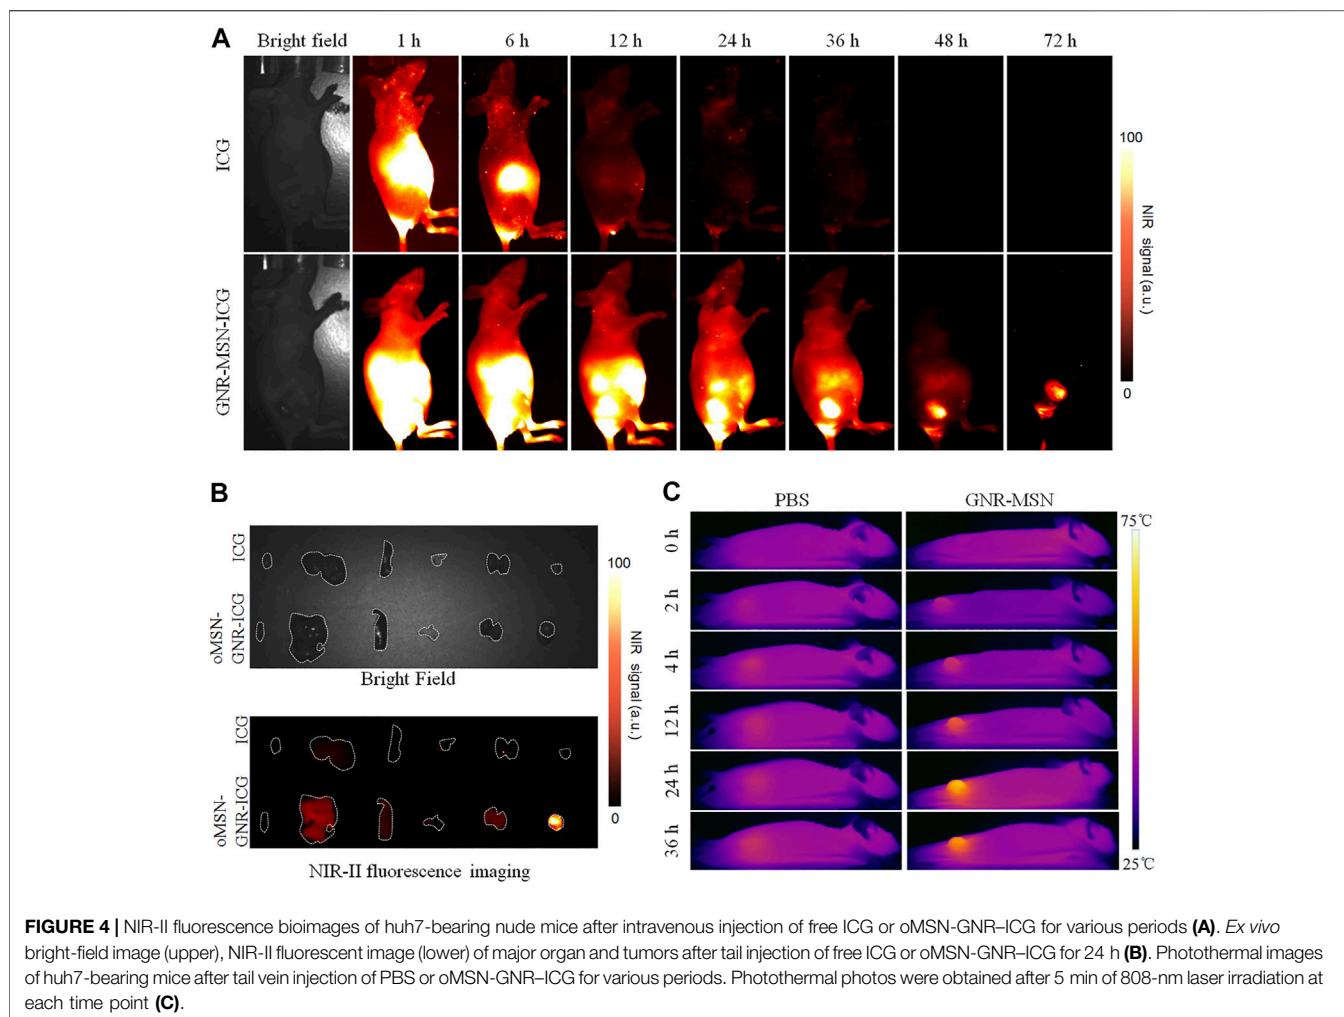 A
Bright field 1 h 6 h 12 h 24 h 36 h 48 h 72 h
ICG
GNR-MSN-ICG
100
NIR signal (a.u.)
0
B
ICG
oMSN-
GNR-ICG
Bright Field
ICG
oMSN-
GNR-ICG
NIR-II fluorescence imaging
100
NIR signal (a.u.)
0
C
PBS GNR-MSN
0 h
2 h
4 h
12 h
24 h
36 h
75℃
25℃
FIGURE 4 | NIR-II fluorescence bioimages of huh7-bearing nude mice after intravenous injection of free ICG or oMSN-GNR–ICG for various periods (A). Ex vivo
bright-field image (upper), NIR-II fluorescent image (lower) of major organ and tumors after tail injection of free ICG or oMSN-GNR–ICG for 24 h (B). Photothermal images
of huh7-bearing mice after tail vein injection of PBS or oMSN-GNR–ICG for various periods. Photothermal photos were obtained after 5 min of 808-nm laser irradiation at
each time point (C).